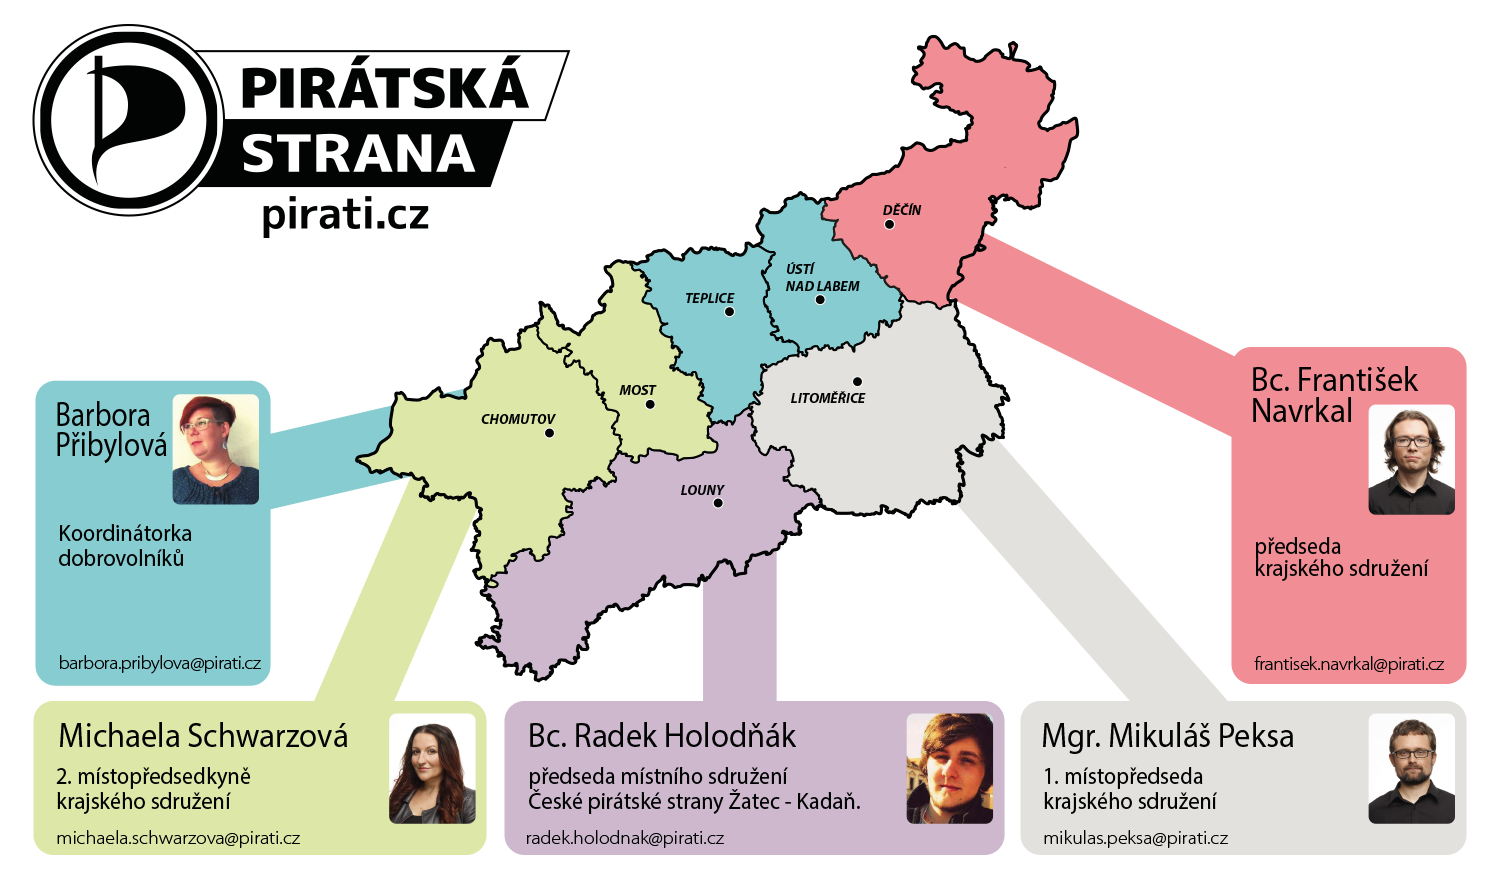 PIRÁTSKÁ
STRANA
pirati.cz
DĚČÍN
ÚSTÍ
NAD LABEM
TEPLICE
MOST
CHOMUTOV
LITOMĚŘICE
LOUNY
Barbora
Přibylová
Koordinátorka
dobrovolníků
barbora.pribylova@pirati.cz
Bc. František
Navrkal
předseda
krajského sdružení
frantisek.navrkal@pirati.cz
Michaela Schwarzová
2. místopředsedkyně
krajského sdružení
michaela.schwarzova@pirati.cz
Bc. Radek Holodňák
předseda místního sdružení
České pirátské strany Žatec - Kadaň.
radek.holodnak@pirati.cz
Mgr. Mikuláš Peksa
1. místopředseda
krajského sdružení
mikulas.peksa@pirati.cz